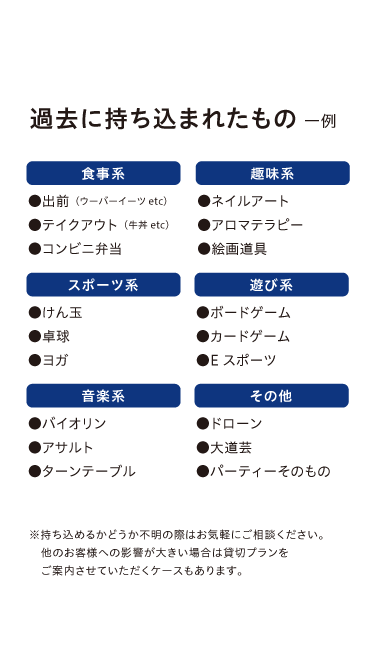 過去に持ち込まれたもの 一例
食事系
●出前（ウーバーイーツ etc）
●テイクアウト（牛丼 etc）
●コンビニ弁当
趣味系
●ネイルアート
●アロマテラピー
●絵画道具
スポーツ系
●けん玉
●卓球
●ヨガ
遊び系
●ボードゲーム
●カードゲーム
●E スポーツ
音楽系
●バイオリン
●アサルト
●ターンテーブル
その他
●ドローン
●大道芸
●パーティーそのもの
※持ち込めるかどうか不明の際はお気軽にご相談ください。
他のお客様への影響が大きい場合は貸切プランを
ご案内させていただくケースもあります。